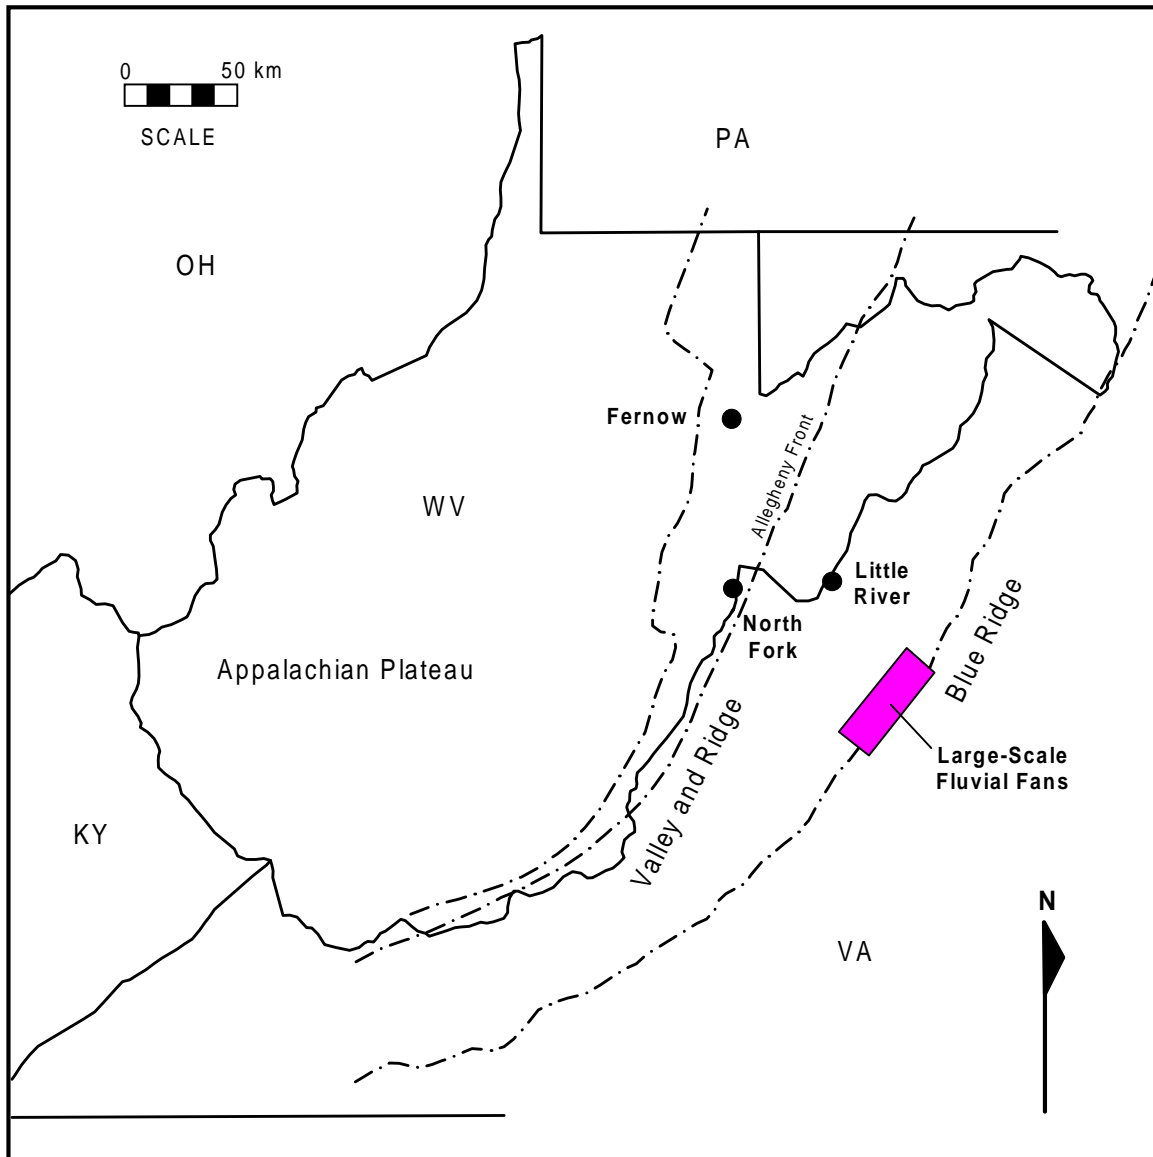 0 50 km
SCALE
PA
OH
Fernow
Allegheny Front
WV
Little
River
North
Fork
Blue Ridge
Appalachian Plateau
Valley and Ridge
Large-Scale
Fluvial Fans
KY
N
VA